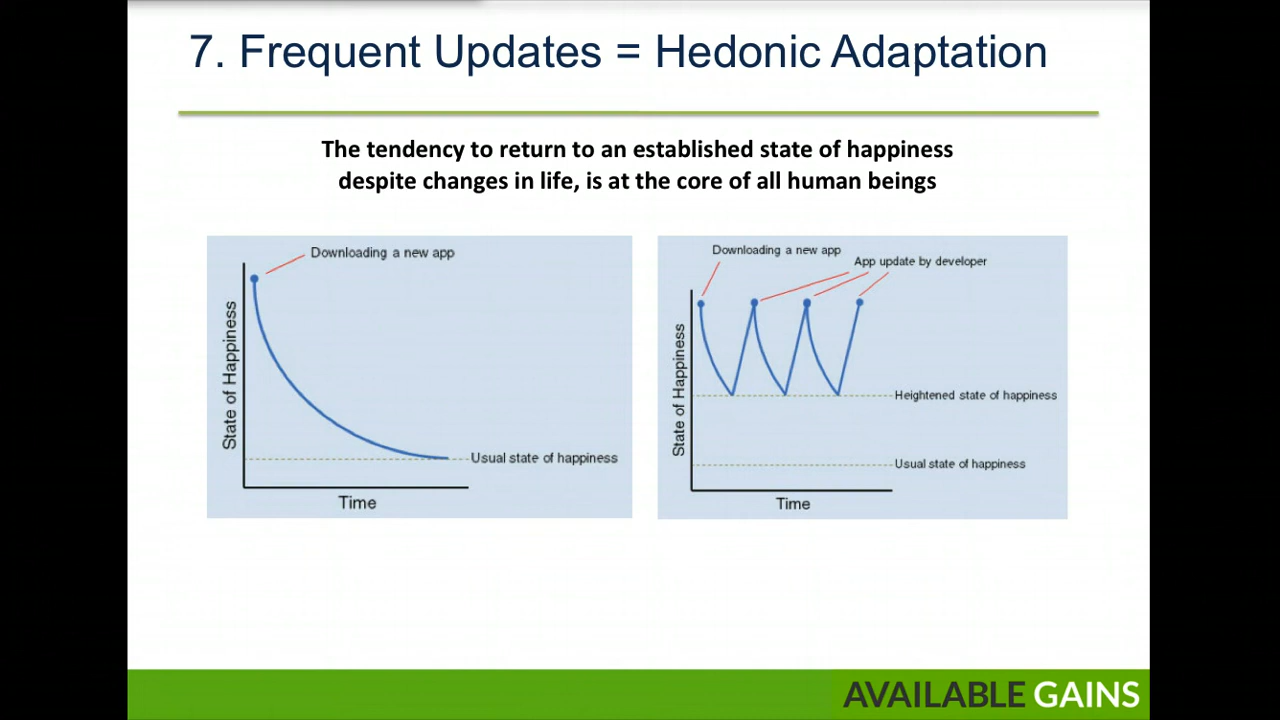 7. Frequent Updates = Hedonic Adaptation
The tendency to return to an established state of happiness
despite changes in life, is at the core of all human beings
Downloading a new app
State of Happiness
Usual state of happiness
Time
Downloading a new app
App update by developer
State of Happiness
Heightened state of happiness
Usual state of happiness
Time
AVAILABLE GAINS